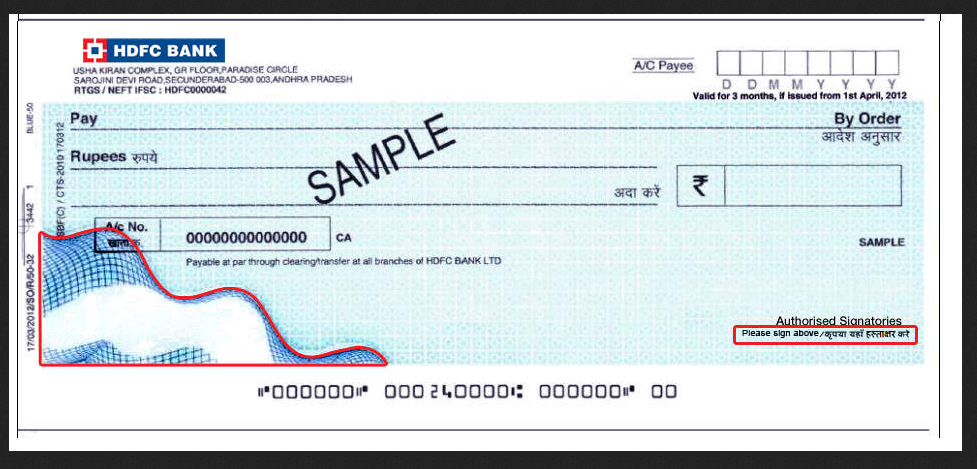 HDFC BANK
USHA KIRAN COMPLEX, GR FLOOR,PARADISE CIRCLE
SAROJINI DEVI ROAD,SECUNDERABAD-500 003,ANDHRA PRADESH
RTGS / NEFT IFSC : HDFC0000042
A/C Payee
D D M M Y Y Y Y
Valid for 3 months, if issued from 1st April, 2012
Pay
By Order
आदेश अनुसार
Rupees रुपये
SAMPLE
अदा करें
₹
A/c No.
00000000000000
CA
SAMPLE
Payable at par through clearing/transfer at all branches of HDFC BANK LTD
Authorised Signatories
Please sign above/कृपया यहाँ हस्ताक्षर करे
BLUE-50
SBF(C) / CTS-2010 170312
3442 1
17/03/2012/SO/R/50-32
⑈000000⑈ 000240000⑆ 000000⑈ 00